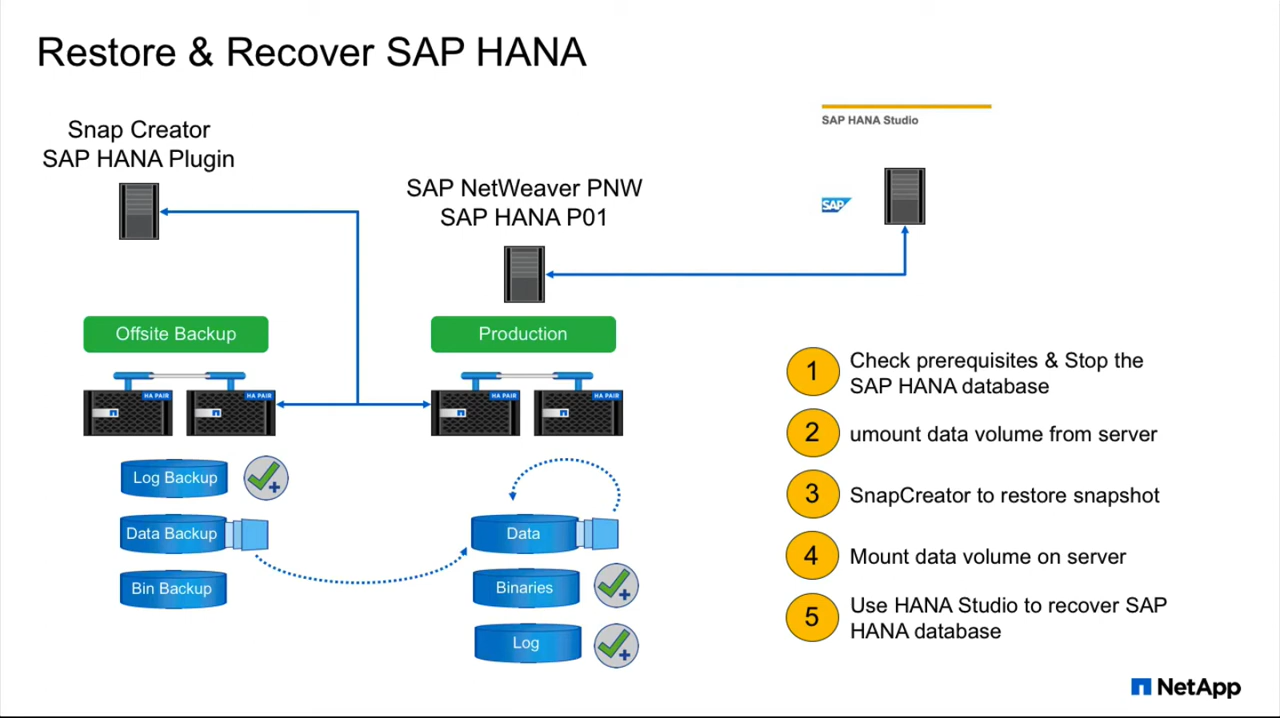 Restore & Recover SAP HANA
Snap Creator
SAP HANA Plugin
SAP NetWeaver PNW
SAP HANA P01
SAP HANA Studio
SAP
Offsite Backup
Production
HA PAIR
HA PAIR
HA PAIR
HA PAIR
Log Backup
Data Backup
Bin Backup
Data
Binaries
Log
1
Check prerequisites & Stop the
SAP HANA database
2
umount data volume from server
3
SnapCreator to restore snapshot
4
Mount data volume on server
5
Use HANA Studio to recover SAP
HANA database
NetApp